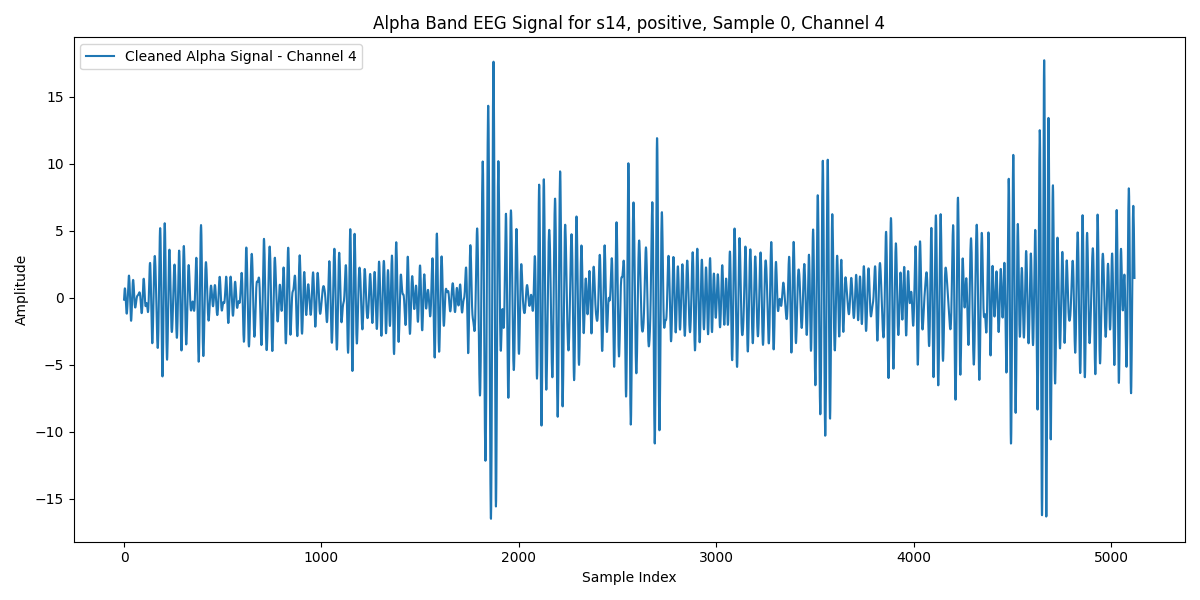 Alpha Band EEG Signal for s14, positive, Sample 0, Channel 4
Cleaned Alpha Signal - Channel 4
Amplitude
15
10
5
0
−5
−10
−15
0 1000 2000 3000 4000 5000
Sample Index